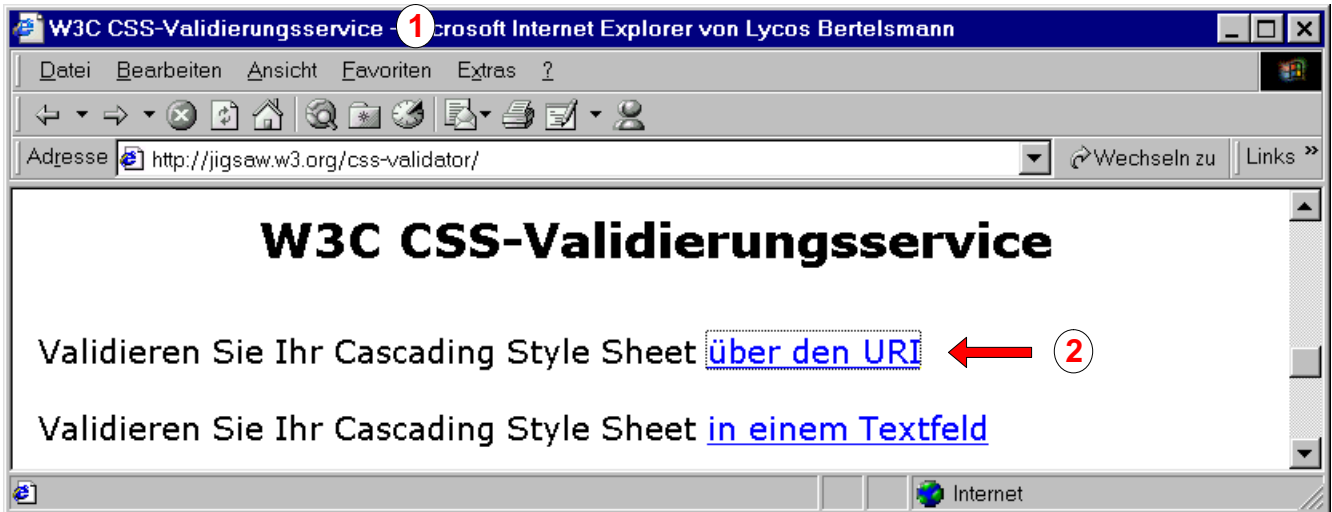 W3C CSS-Validierungsservice - 1 crosoft Internet Explorer von Lycos Bertelsmann
Datei Bearbeiten Ansicht Favoriten Extras ?
Adresse http://jigsaw.w3.org/css-validator/ Wechseln zu Links »
W3C CSS-Validierungsservice
Validieren Sie Ihr Cascading Style Sheet über den URI 2
Validieren Sie Ihr Cascading Style Sheet in einem Textfeld
Internet